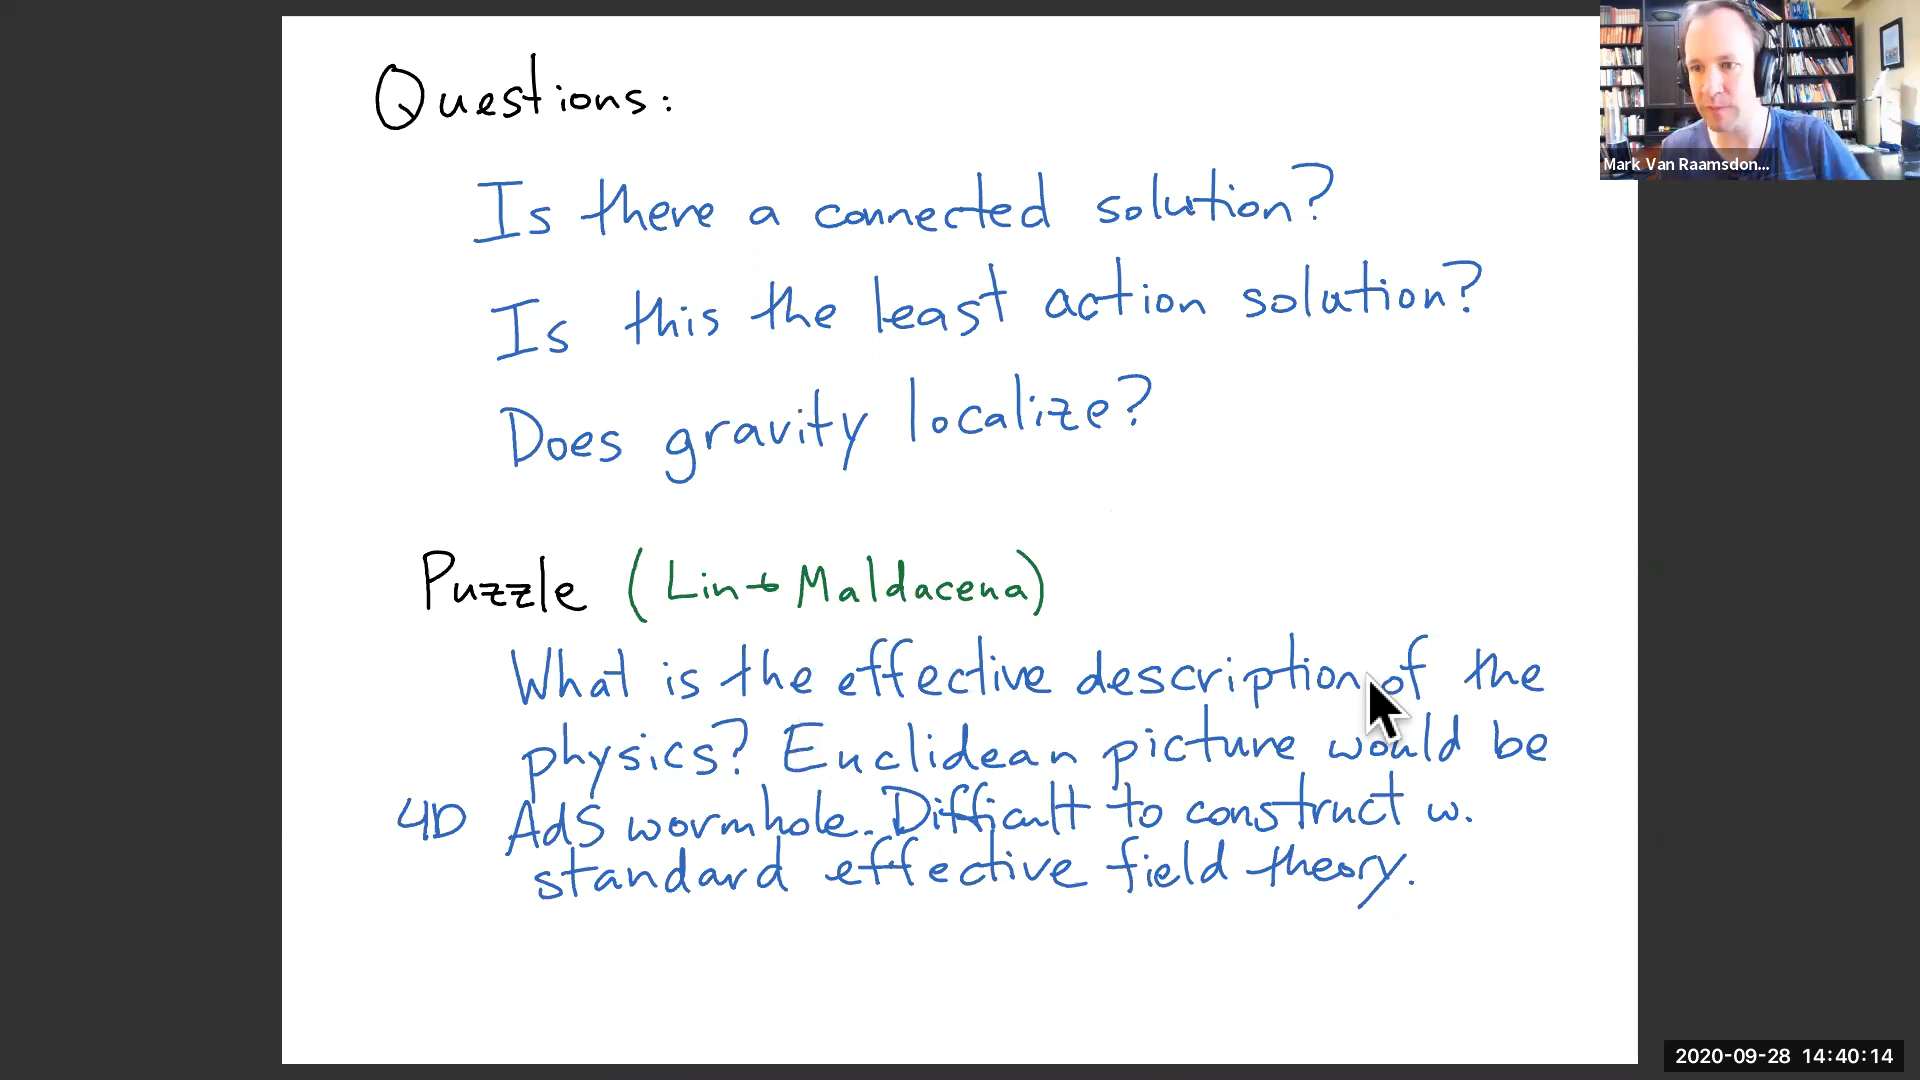 Questions:
Is there a connected solution?
Is this the least action solution?
Does gravity localize?
Puzzle (Lin + Maldacena)
What is the effective description of the
physics? Euclidean picture would be
4D AdS wormhole. Difficult to construct w.
standard effective field theory.
Mark Van Raamsdon...
2020-09-28 14:40:14